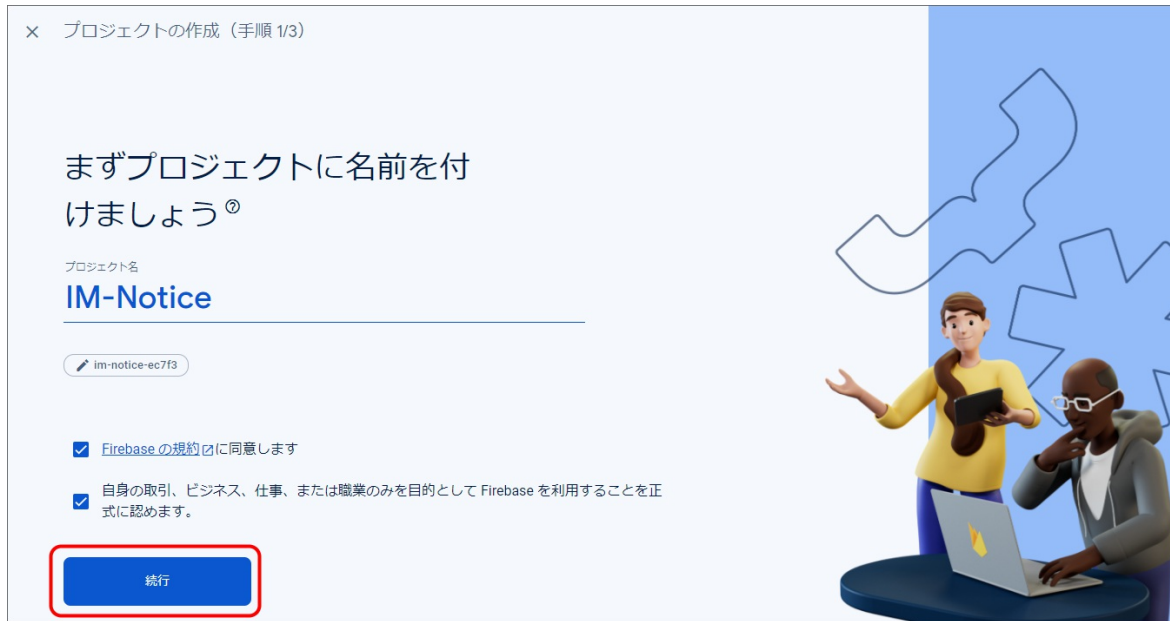 プロジェクトの作成（手順 1/3）
まずプロジェクトに名前を付
けましょう
プロジェクト名
IM-Notice
im-notice-ec7f3
Firebase の規約に同意します
自身の取引、ビジネス、仕事、または職業のみを目的として Firebase を利用することを正
式に認めます。
続行